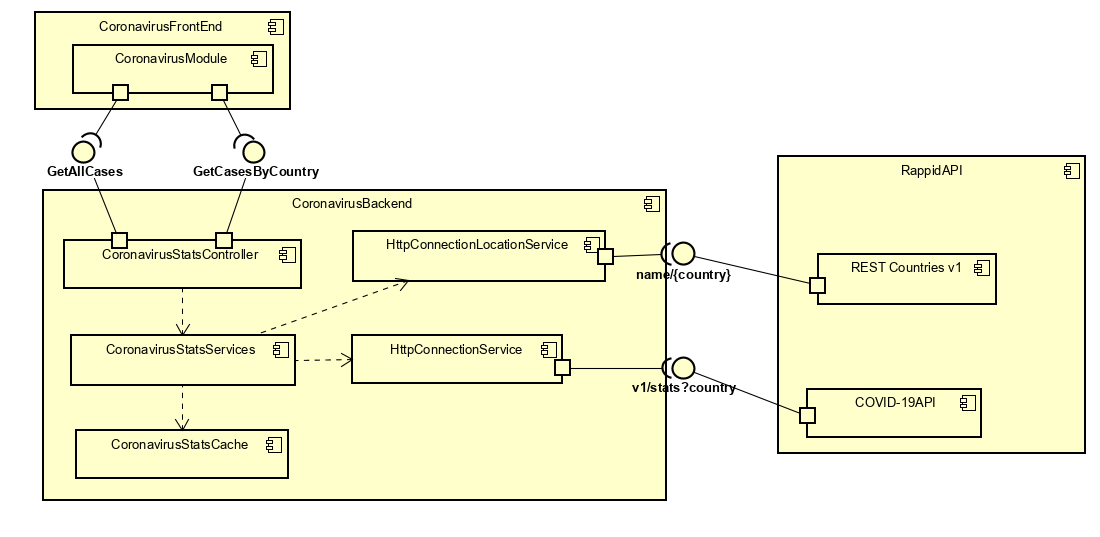 CoronavirusFrontEnd
CoronavirusModule
GetAllCases
GetCasesByCountry
CoronavirusBackend
CoronavirusStatsController
HttpConnectionLocationService
name/{country}
CoronavirusStatsServices
HttpConnectionService
v1/stats?country
CoronavirusStatsCache
RappidAPI
REST Countries v1
COVID-19API